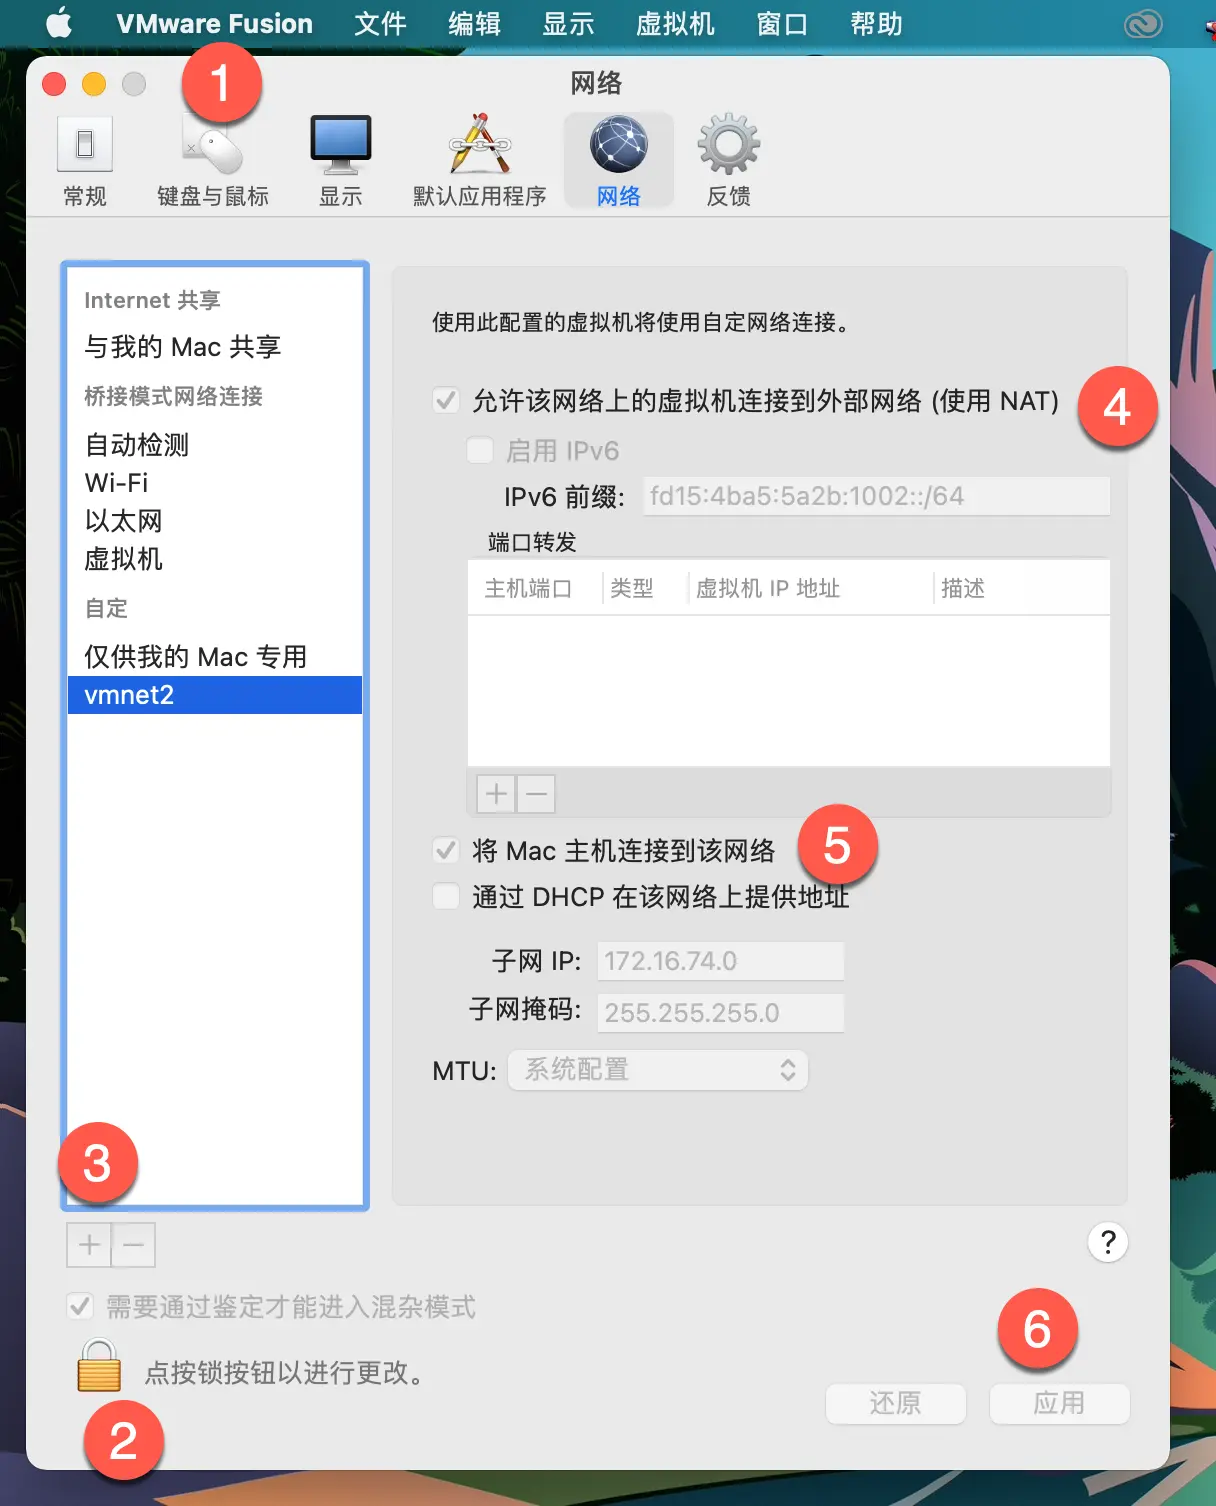 VMware Fusion 文件 编辑 显示 虚拟机 窗口 帮助
1
网络
常规 键盘与鼠标 显示 默认应用程序 网络 反馈
Internet 共享
与我的 Mac 共享
桥接模式网络连接
自动检测
Wi-Fi
以太网
虚拟机
自定
仅供我的 Mac 专用
vmnet2
3
使用此配置的虚拟机将使用自定网络连接。
允许该网络上的虚拟机连接到外部网络 (使用 NAT)
4
启用 IPv6
IPv6 前缀: fd15:4ba5:5a2b:1002::/64
端口转发
主机端口 类型 虚拟机 IP 地址 描述
将 Mac 主机连接到该网络
5
通过 DHCP 在该网络上提供地址
子网 IP: 172.16.74.0
子网掩码: 255.255.255.0
MTU: 系统配置
?
需要通过鉴定才能进入混杂模式
点按锁按钮以进行更改。
2
6
还原 应用